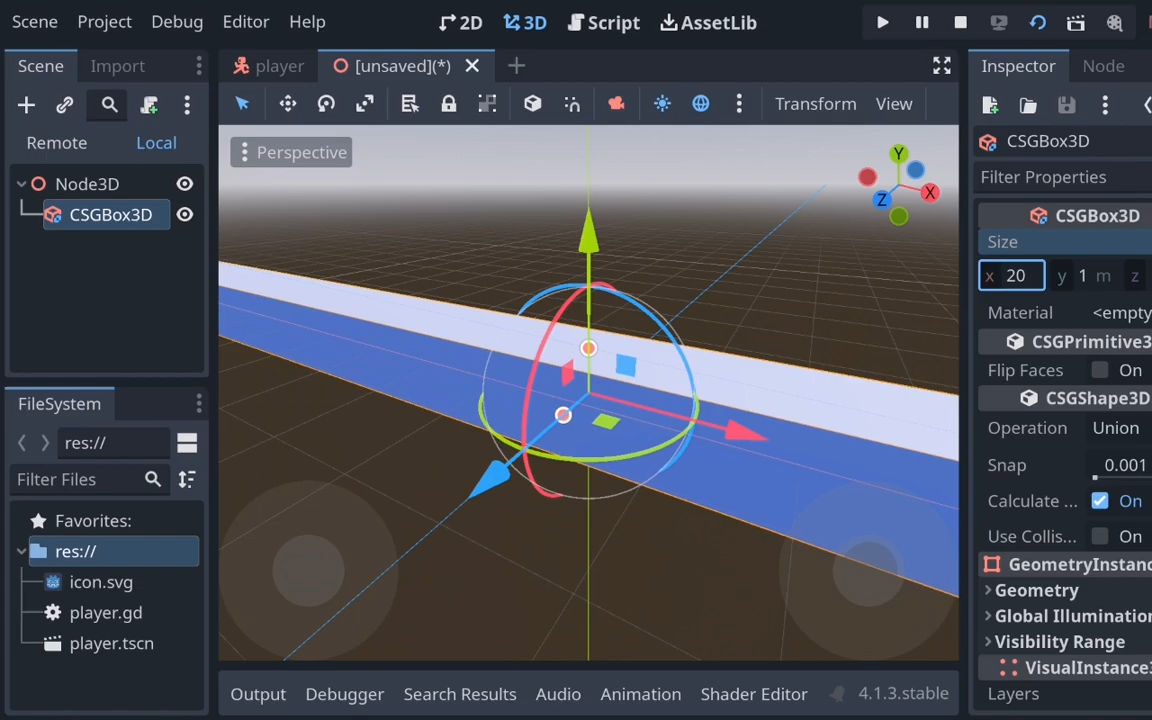 Scene Project Debug Editor Help 2D 3D Script AssetLib
Scene Import player [unsaved](*) Inspector Node
Transform View
Remote Local Perspective Y X Z CSGBox3D
Node3D Filter Properties
CSGBox3D CSGBox3D
Size
x 20 y 1 m z
Material <empty
CSGPrimitive3
Flip Faces On
FileSystem CSGShape3D
Operation Union
res://
Filter Files Snap 0.001
Calculate ... On
Favorites: Use Collis... On
res:// GeometryInstanc
icon.svg Geometry
player.gd Global Illuminatio
player.tscn Visibility Range
VisualInstance3
Output Debugger Search Results Audio Animation Shader Editor 4.1.3.stable Layers